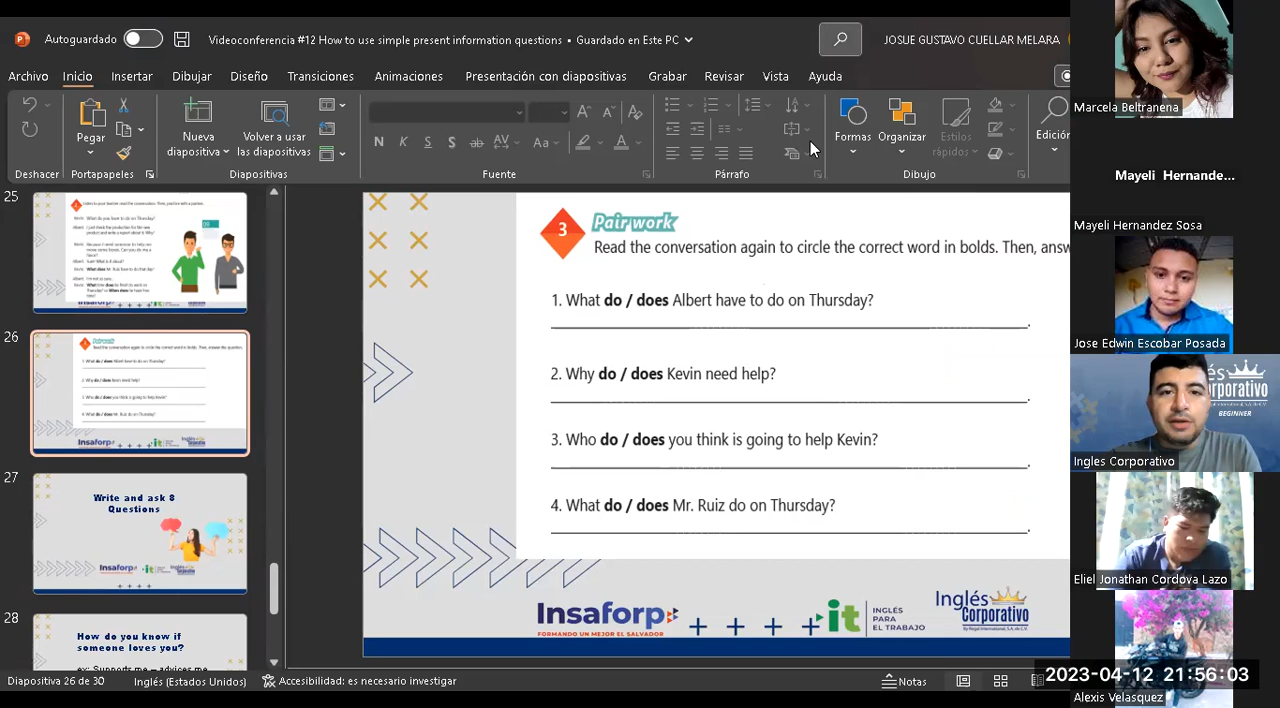 Autoguardado
Videoconferencia #12 How to use simple present information questions • Guardado en Este PC
JOSUE GUSTAVO CUELLAR MELARA
Archivo Inicio Insertar Dibujar Diseño Transiciones Animaciones Presentación con diapositivas Grabar Revisar Vista Ayuda
Pegar
Nueva diapositiva
Volver a usar las diapositivas
N K S S ab AV Aa A
Formas
Organizar
Estilos rápidos
Edición
Deshacer Portapapeles Diapositivas Fuente Párrafo Dibujo
25
26
27
Write and ask 8
Questions
28
How do you know if
someone loves you?
ex: Supports me – advices me
3
Pair work
Read the conversation again to circle the correct word in bolds. Then, answ
1. What do / does Albert have to do on Thursday?
2. Why do / does Kevin need help?
3. Who do / does you think is going to help Kevin?
4. What do / does Mr. Ruiz do on Thursday?
Insaforp
FORMANDO UN MEJOR EL SALVADOR
it
INGLÉS
PARA
EL TRABAJO
Inglés
Corporativo
Diapositiva 26 de 30
Inglés (Estados Unidos)
Accesibilidad: es necesario investigar
Notas
Marcela Beltranena
Mayeli Hernande...
Mayeli Hernandez Sosa
Jose Edwin Escobar Posada
BEGINNER
Ingles Corporativo
Eliel Jonathan Cordova Lazo
2023-04-12 21:56:03
Alexis Velasquez